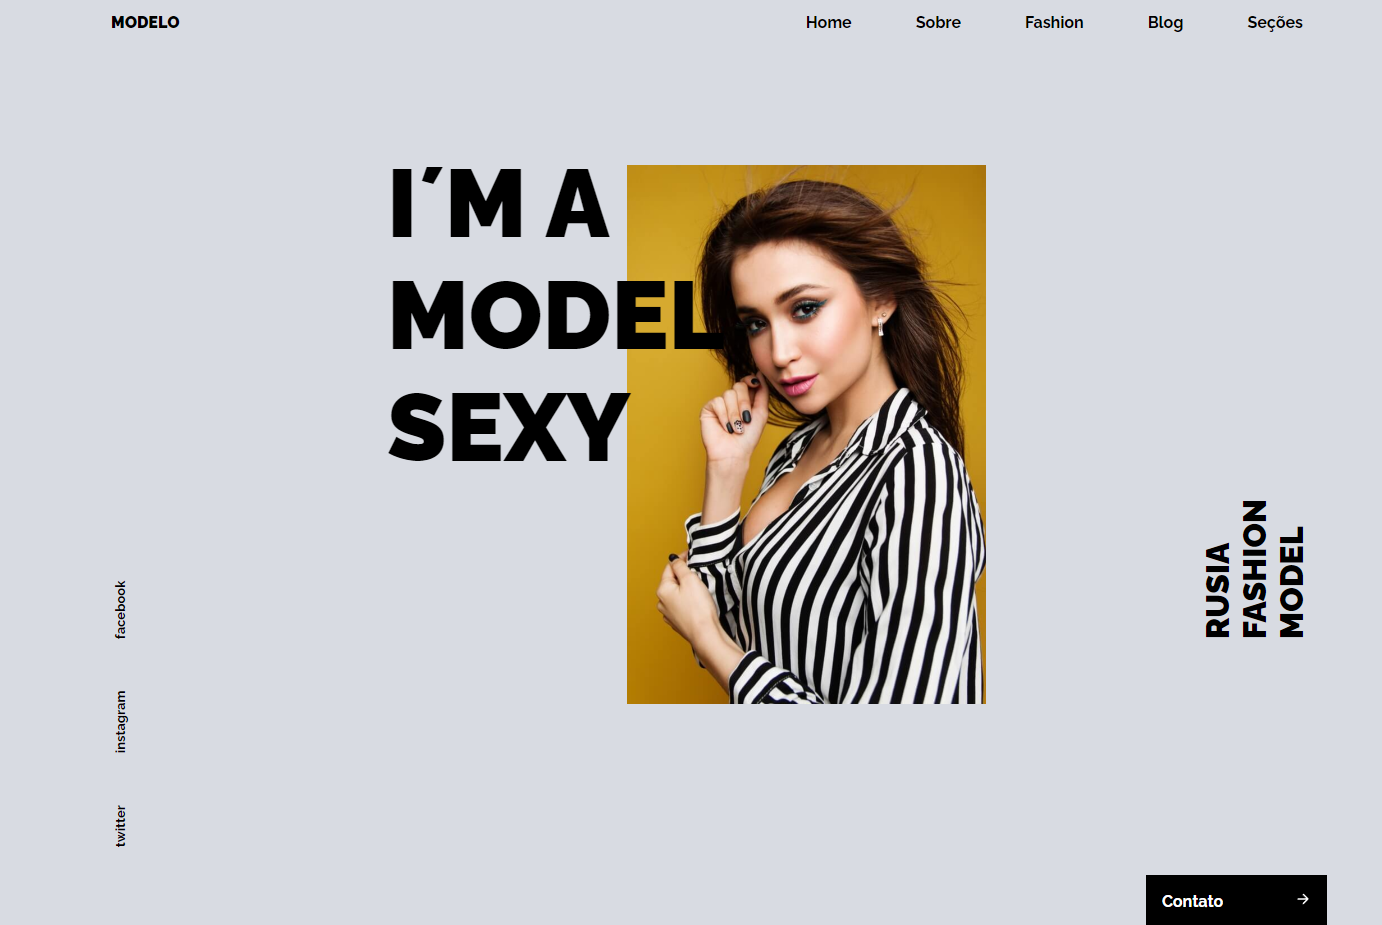 MODELO
Home
Sobre
Fashion
Blog
Seções
I´M A
MODEL
SEXY
RUSIA
FASHION
MODEL
facebook
instagram
twitter
Contato →